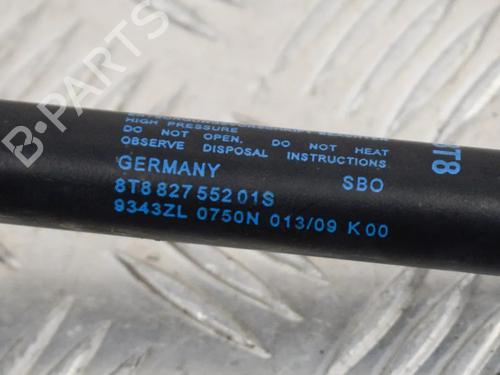 HIGH PRESSURE
DO NOT OPEN. DO NOT HEAT
OBSERVE DISPOSAL INSTRUCTIONS
GERMANY SBO
8T8 827 552 01S
9343ZL 0750N 013/09 K00
T8
B-PARTS